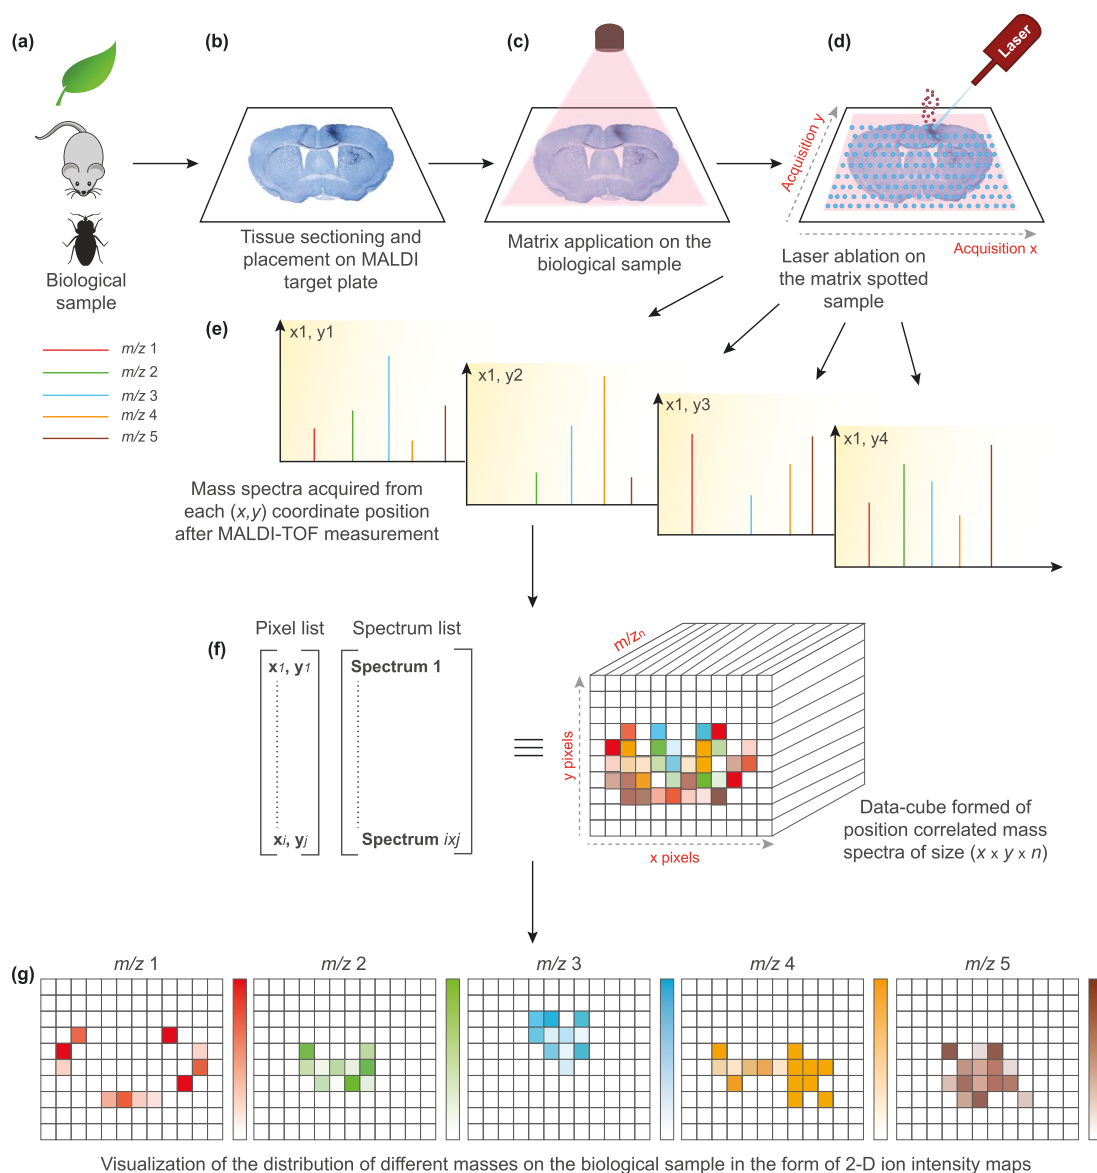 (a)
(b)
(c)
(d)
Laser
Acquisition y
Acquisition x
Biological
sample
Tissue sectioning and
placement on MALDI
target plate
Matrix application on the
biological sample
Laser ablation on
the matrix spotted
sample
(e)
m/z 1
m/z 2
m/z 3
m/z 4
m/z 5
x1, y1
x1, y2
x1, y3
x1, y4
Mass spectra acquired from
each (x,y) coordinate position
after MALDI-TOF measurement
(f)
Pixel list
Spectrum list
x1, y1
Spectrum 1
xi, yj
Spectrum ixj
m/zn
y pixels
x pixels
Data-cube formed of
position correlated mass
spectra of size (x x y x n)
(g)
m/z 1
m/z 2
m/z 3
m/z 4
m/z 5
Visualization of the distribution of different masses on the biological sample in the form of 2-D ion intensity maps